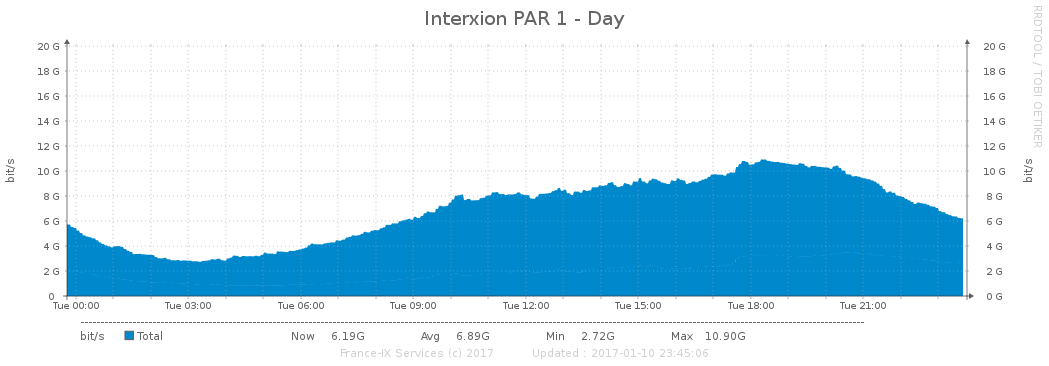 Interxion PAR 1 - Day
RRDTOOL / TOBI OETIKER
bit/s
20 G 20 G
18 G 18 G
16 G 16 G
14 G 14 G
12 G 12 G
10 G 10 G
8 G 8 G
6 G 6 G
4 G 4 G
2 G 2 G
0 0 G
bit/s
Tue 00:00 Tue 03:00 Tue 06:00 Tue 09:00 Tue 12:00 Tue 15:00 Tue 18:00 Tue 21:00
bit/s Total Now 6.19G Avg 6.89G Min 2.72G Max 10.90G
France-IX Services (c) 2017 Updated : 2017-01-10 23:45:06